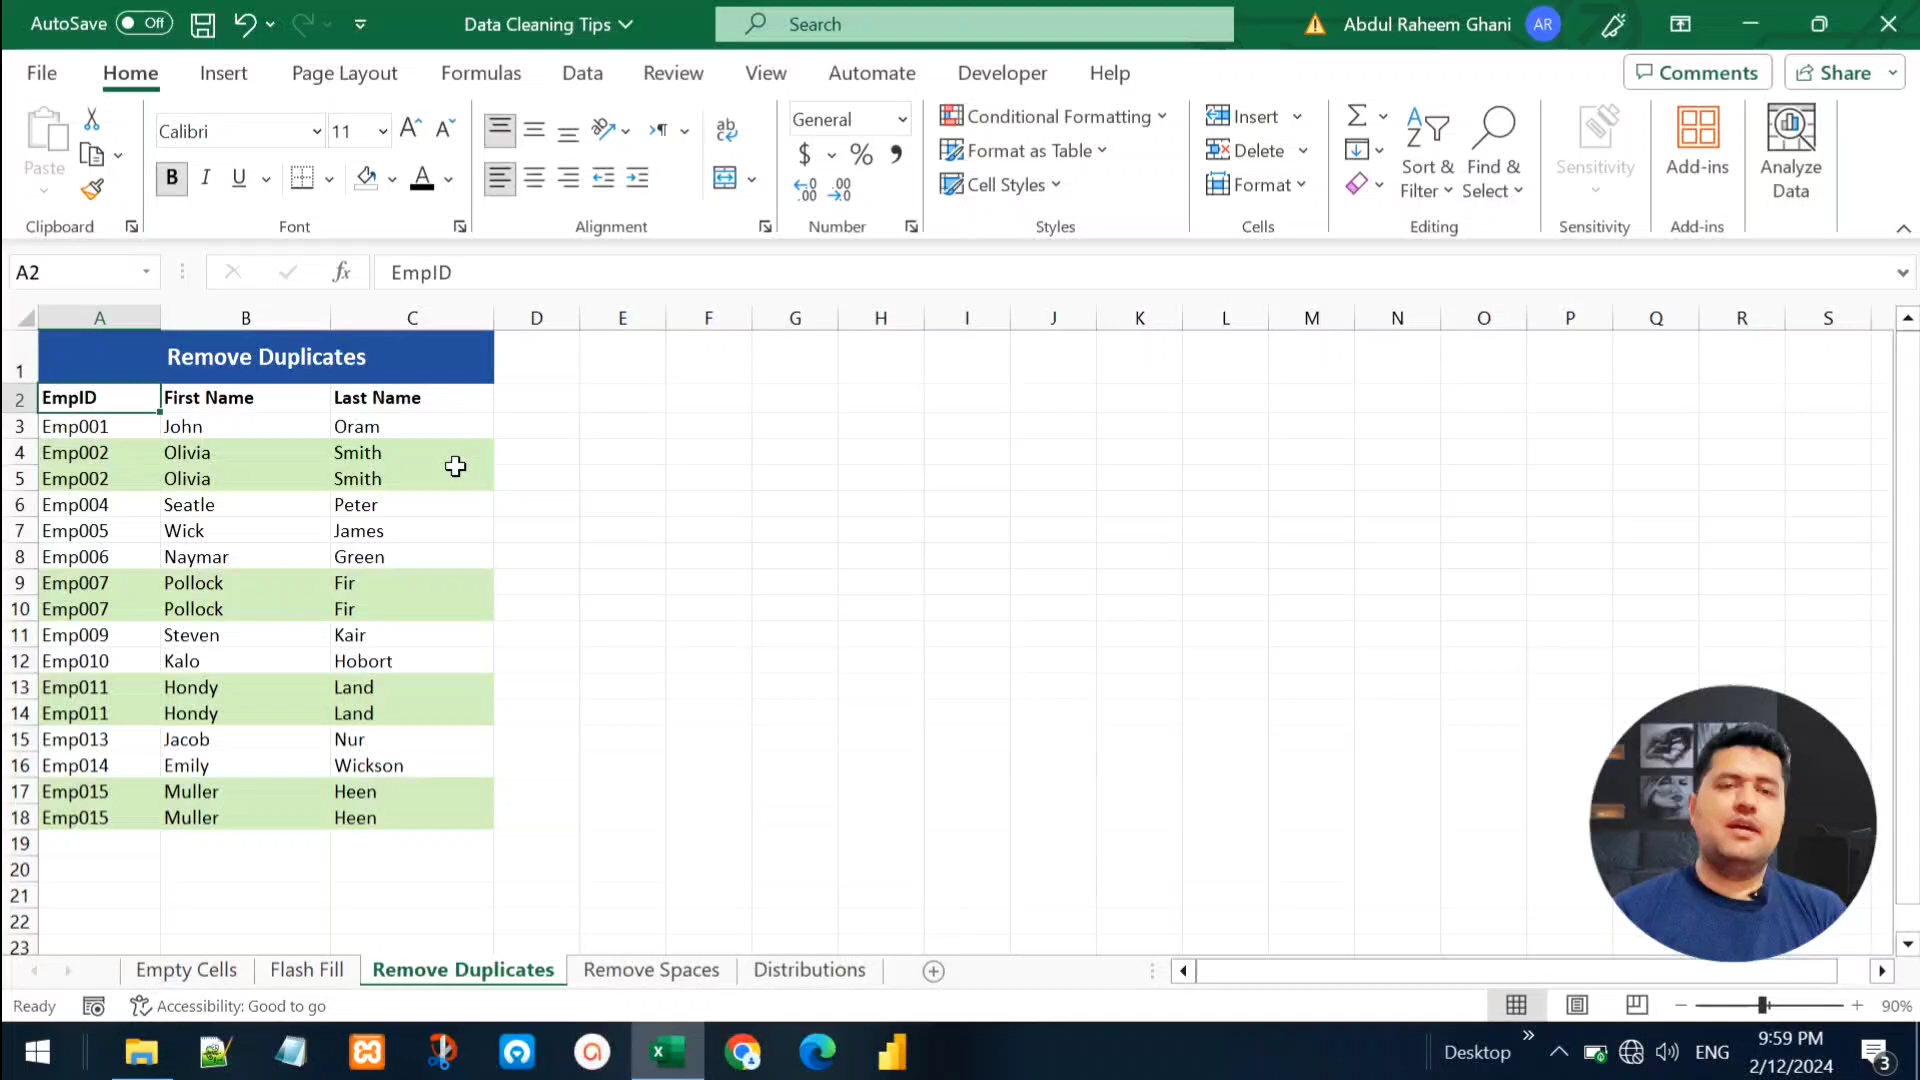 AutoSave Off Data Cleaning Tips Search Abdul Raheem Ghani AR
File Home Insert Page Layout Formulas Data Review View Automate Developer Help Comments Share
Calibri 11 General Conditional Formatting Insert
Format as Table Delete
Paste Cell Styles Format Sort & Filter Find & Select Sensitivity Add-ins Analyze Data
B I U $ % ,
Clipboard Font Alignment Number Styles Cells Editing Sensitivity Add-ins
A2 fx EmpID
A B C D E F G H I J K L M N O P Q R S
1 Remove Duplicates
2 EmpID First Name Last Name
3 Emp001 John Oram
4 Emp002 Olivia Smith
5 Emp002 Olivia Smith
6 Emp004 Seatle Peter
7 Emp005 Wick James
8 Emp006 Naymar Green
9 Emp007 Pollock Fir
10 Emp007 Pollock Fir
11 Emp009 Steven Kair
12 Emp010 Kalo Hobort
13 Emp011 Hondy Land
14 Emp011 Hondy Land
15 Emp013 Jacob Nur
16 Emp014 Emily Wickson
17 Emp015 Muller Heen
18 Emp015 Muller Heen
19
20
21
22
23
Empty Cells Flash Fill Remove Duplicates Remove Spaces Distributions
Ready Accessibility: Good to go 90%
Desktop ENG 9:59 PM
2/12/2024 3